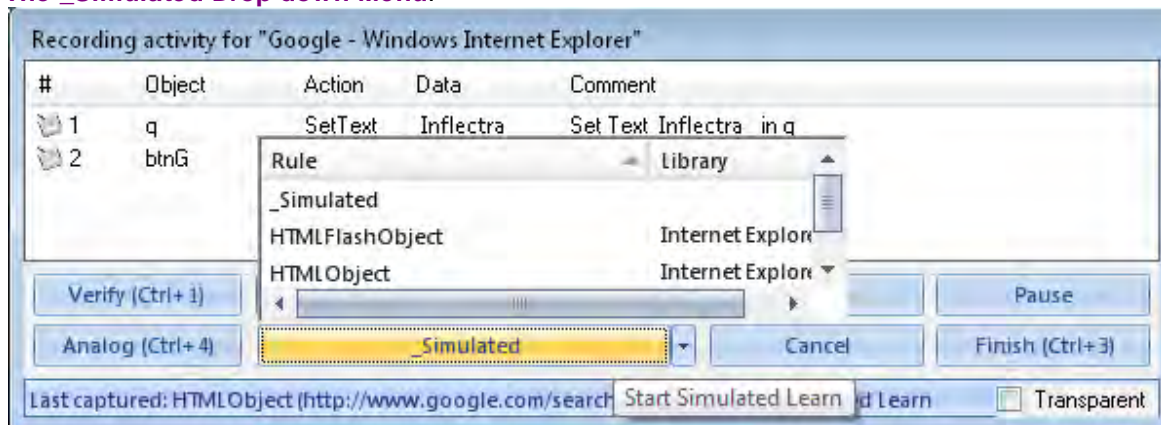 The _Simulated Drop down Menu:
Recording activity for "Google - Windows Internet Explorer"
# Object Action Data Comment
1 q SetText Inflectra Set Text Inflectra in q
2 btnG
Rule Library
_Simulated
HTMLFlashObject Internet Explore
HTMLObject Internet Explore
Verify (Ctrl+1) Pause
Analog (Ctrl+4) _Simulated Cancel Finish (Ctrl+3)
Last captured: HTMLObject (http://www.google.com/search Start Simulated Learn d Learn Transparent